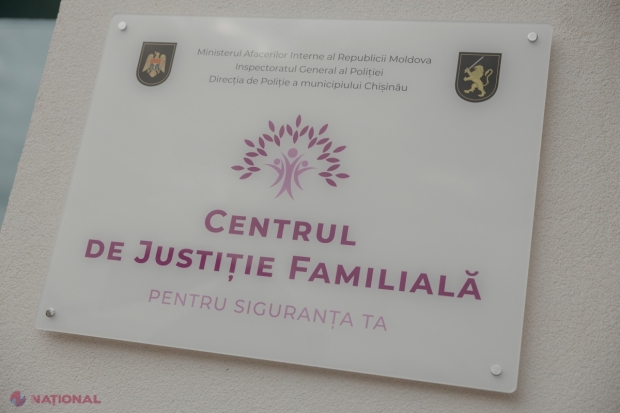 Ministerul Afacerilor Interne al Republicii Moldova
Inspectoratul General al Poliției
Direcția de Poliție a municipiului Chișinău
CENTRUL
DE JUSTIȚIE FAMILIALĂ
PENTRU SIGURANȚA TA
NAȚIONAL